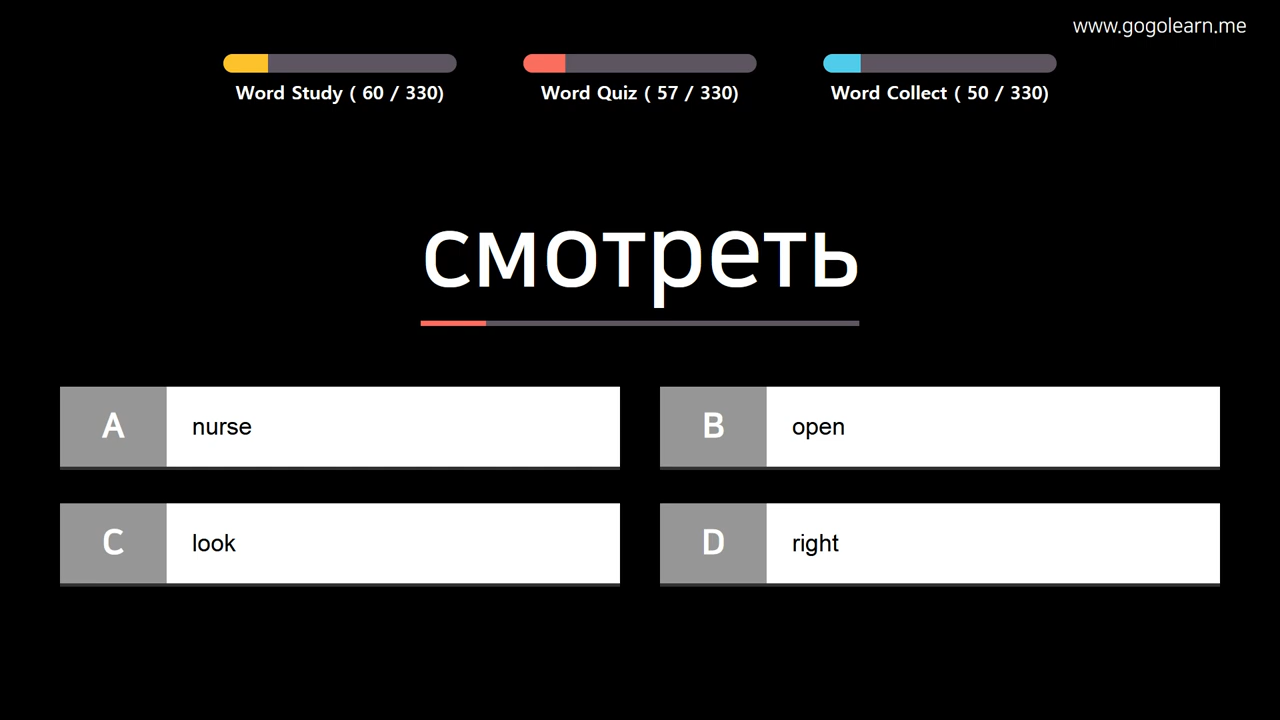 www.gogolearn.me
Word Study ( 60 / 330)
Word Quiz ( 57 / 330)
Word Collect ( 50 / 330)
смотреть
A nurse
B open
C look
D right